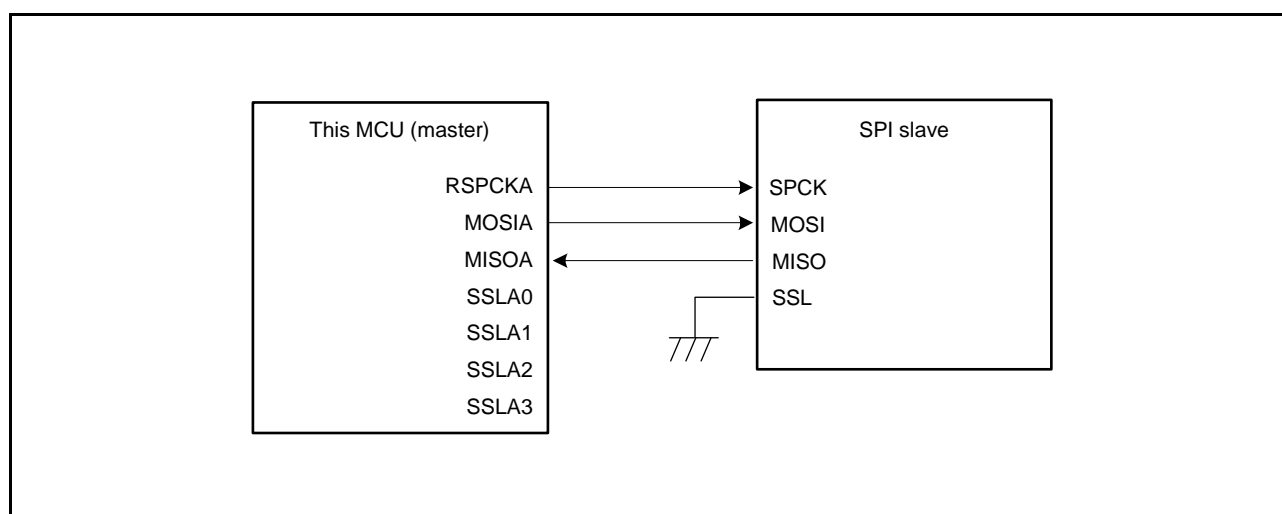 This MCU (master)
RSPCKA
MOSIA
MISOA
SSLA0
SSLA1
SSLA2
SSLA3
SPI slave
SPCK
MOSI
MISO
SSL